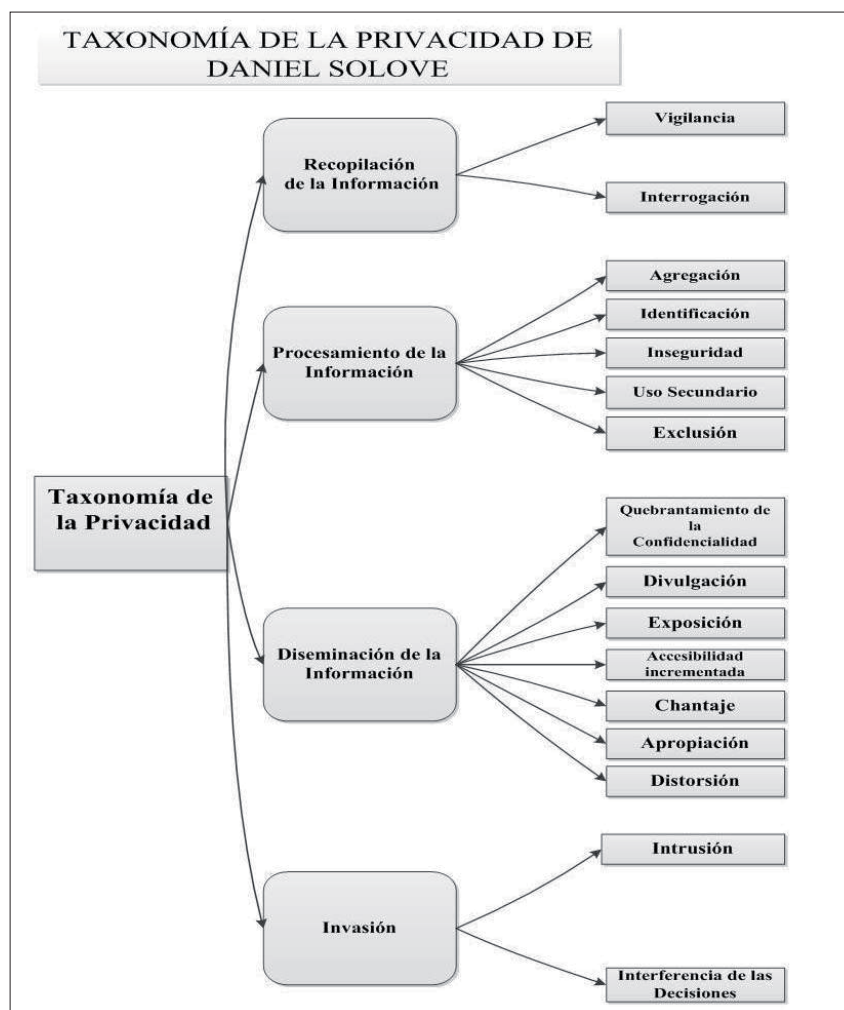 TAXONOMÍA DE LA PRIVACIDAD DE
DANIEL SOLOVE
Taxonomía de
la Privacidad
Recopilación
de la Información
Vigilancia
Interrogación
Procesamiento de la
Información
Agregación
Identificación
Inseguridad
Uso Secundario
Exclusión
Diseminación de la
Información
Quebrantamiento de
la
Confidencialidad
Divulgación
Exposición
Accesibilidad
incrementada
Chantaje
Apropiación
Distorsión
Invasión
Intrusión
Interferencia de las
Decisiones